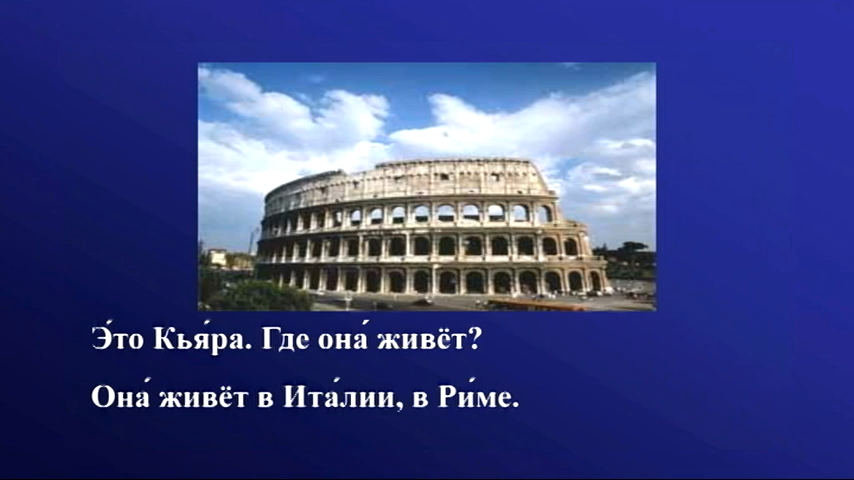 Э́то Кья́ра. Где она́ живёт?
Она́ живёт в Ита́лии, в Ри́ме.